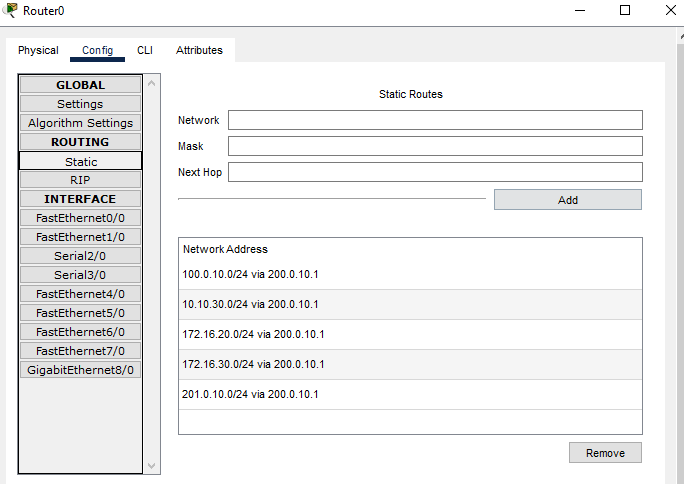 Router0
Physical Config CLI Attributes
GLOBAL
Settings
Algorithm Settings
ROUTING
Static
RIP
INTERFACE
FastEthernet0/0
FastEthernet1/0
Serial2/0
Serial3/0
FastEthernet4/0
FastEthernet5/0
FastEthernet6/0
FastEthernet7/0
GigabitEthernet8/0
Static Routes
Network
Mask
Next Hop
Add
Network Address
100.0.10.0/24 via 200.0.10.1
10.10.30.0/24 via 200.0.10.1
172.16.20.0/24 via 200.0.10.1
172.16.30.0/24 via 200.0.10.1
201.0.10.0/24 via 200.0.10.1
Remove